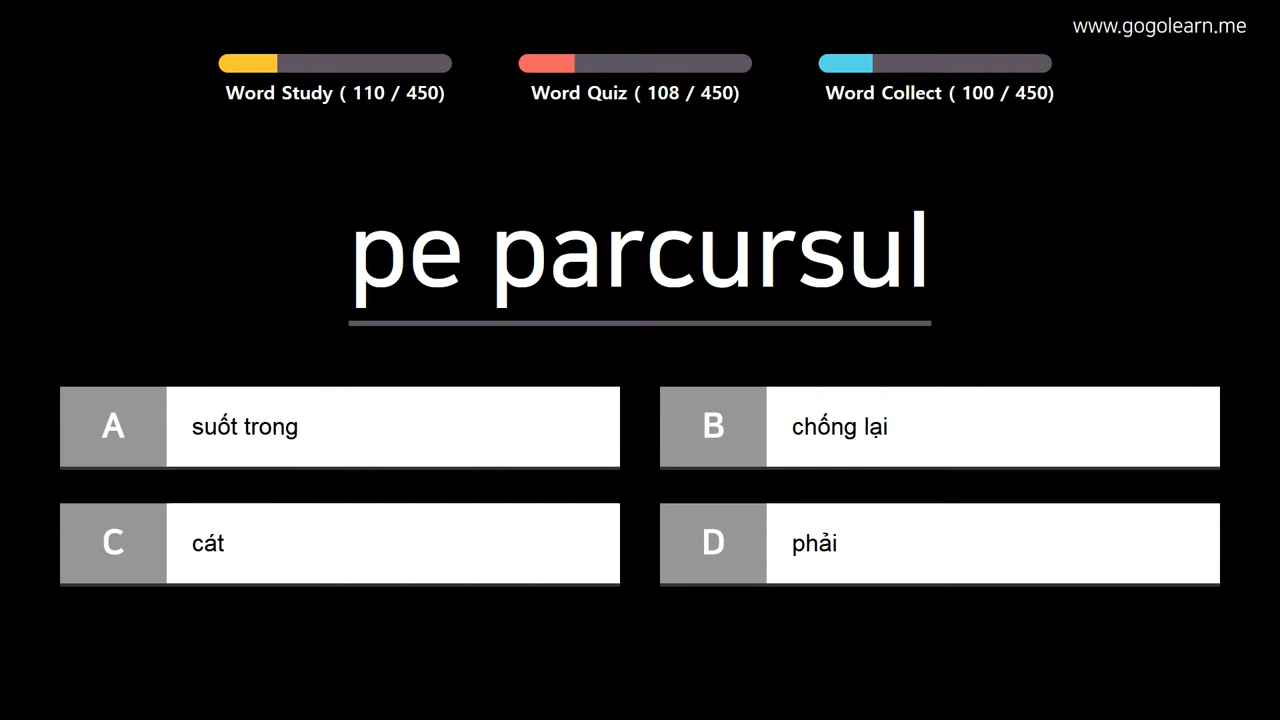 www.gogolearn.me
Word Study ( 110 / 450)
Word Quiz ( 108 / 450)
Word Collect ( 100 / 450)
pe parcursul
A
suốt trong
B
chống lại
C
cát
D
phải